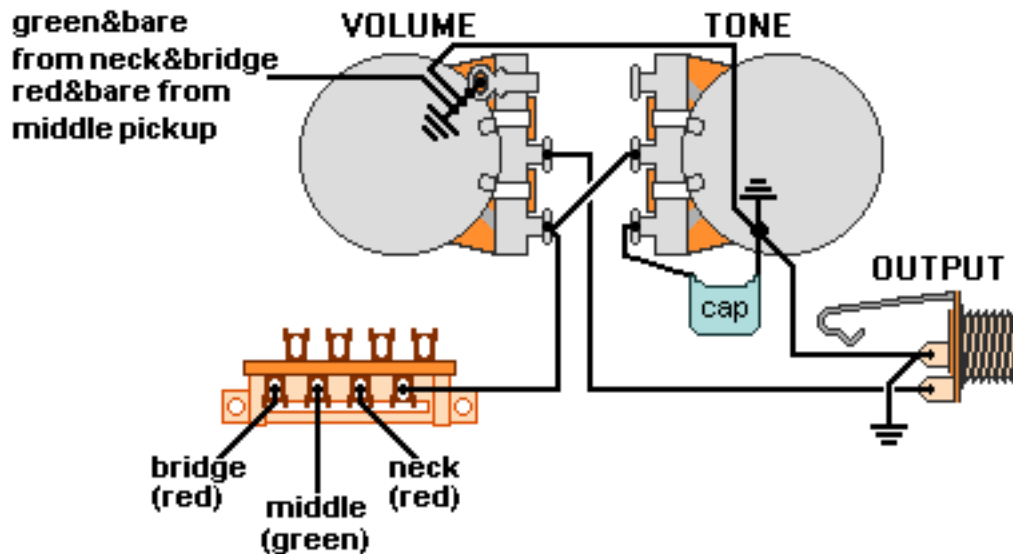 green&bare
from neck&bridge
red&bare from
middle pickup
VOLUME
TONE
OUTPUT
cap
bridge
(red)
middle
(green)
neck
(red)